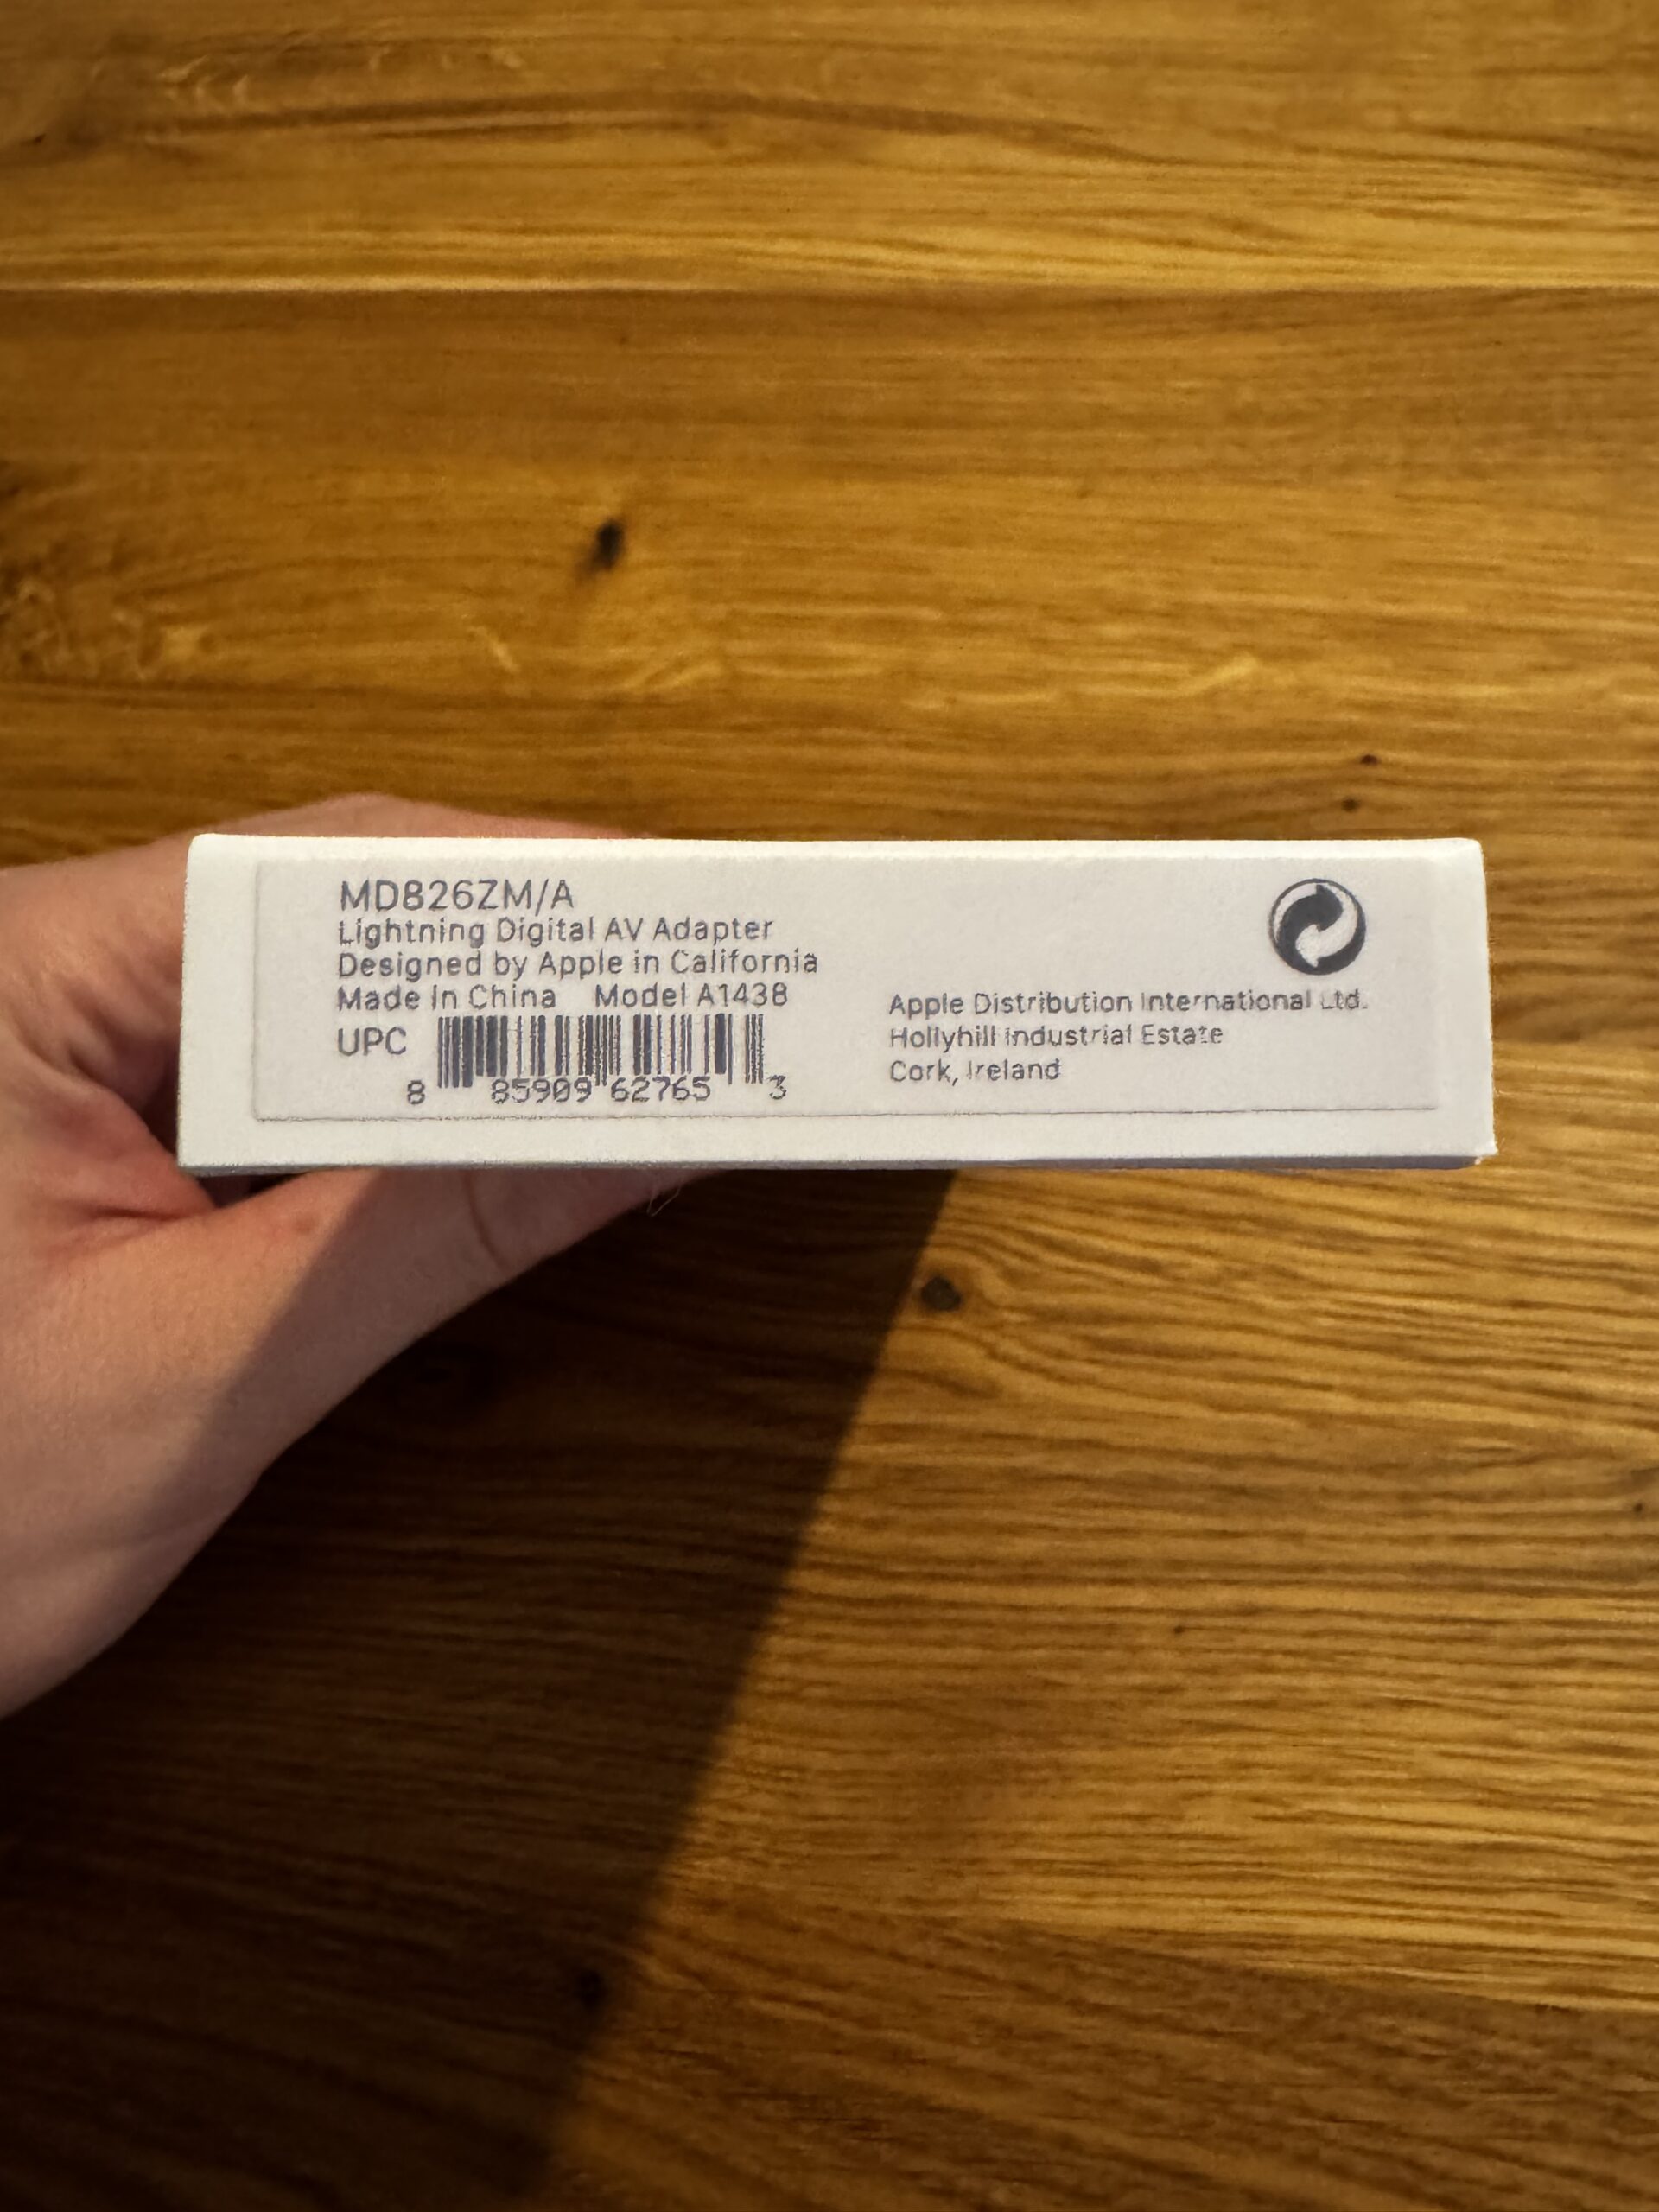 MD826ZM/A
Lightning Digital AV Adapter
Designed by Apple in California
Made in China Model A1438
UPC
8 85909 62765 3
Apple Distribution International Ltd.
Hollyhill Industrial Estate
Cork, Ireland